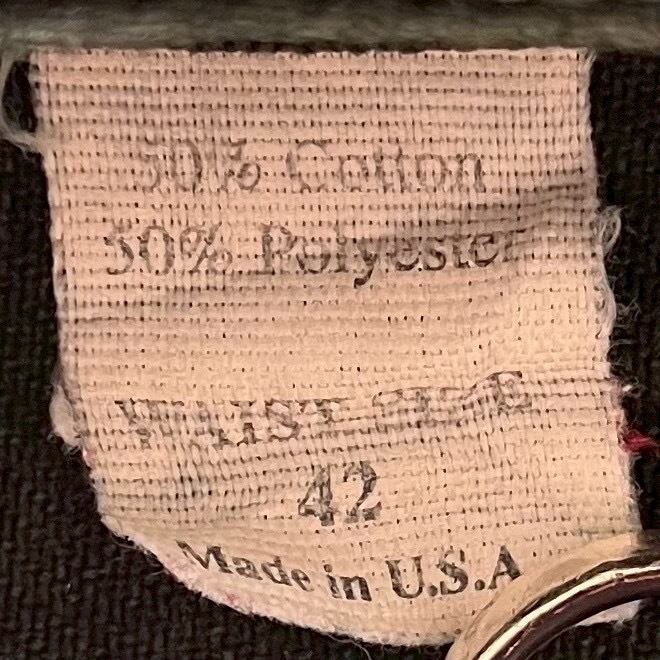 50% Cotton
50% Polyester
WAIST SIZE
42
Made in U.S.A